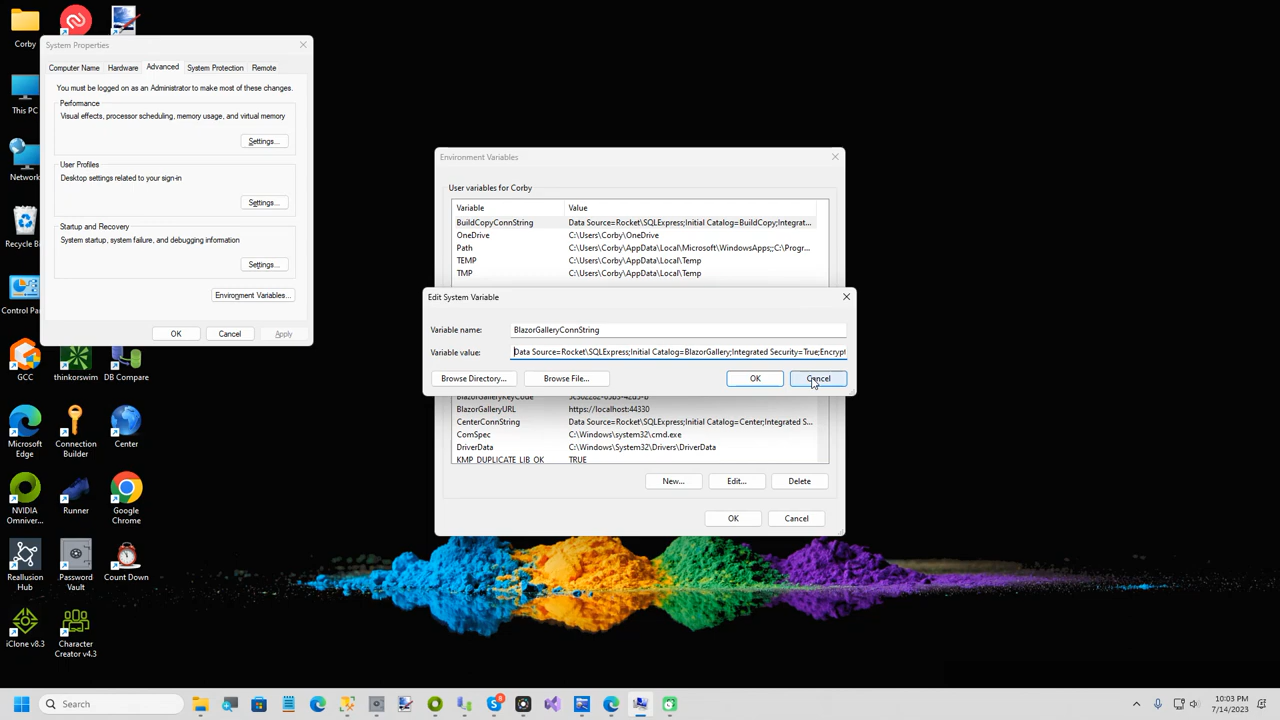 Corby
This PC
Network
Recycle B
Control Pan
GCC
thinkorswim
DB Compare
Microsoft
Edge
Connection
Builder
Center
NVIDIA
Omniver...
Runner
Google
Chrome
Reallusion
Hub
Password
Vault
Count Down
iClone v8.3
Character
Creator v4.3
System Properties
Computer Name
Hardware
Advanced
System Protection
Remote
You must be logged on as an Administrator to make most of these changes.
Performance
Visual effects, processor scheduling, memory usage, and virtual memory
Settings...
User Profiles
Desktop settings related to your sign-in
Settings...
Startup and Recovery
System startup, system failure, and debugging information
Settings...
Environment Variables...
OK
Cancel
Apply
Environment Variables
User variables for Corby
Variable Value
BuildCopyConnString Data Source=Rocket\SQLExpress;Initial Catalog=BuildCopy;Integrat...
OneDrive C:\Users\Corby\OneDrive
Path C:\Users\Corby\AppData\Local\Microsoft\WindowsApps;;C:\Progr...
TEMP C:\Users\Corby\AppData\Local\Temp
TMP C:\Users\Corby\AppData\Local\Temp
Edit System Variable
Variable name: BlazorGalleryConnString
Variable value: Data Source=Rocket\SQLExpress;Initial Catalog=BlazorGallery;Integrated Security=True;Encrypt
Browse Directory...
Browse File...
OK
Cancel
BlazorGalleryKeyCode
BlazorGalleryURL https://localhost:44330
CenterConnString Data Source=Rocket\SQLExpress;Initial Catalog=Center;Integrated S...
ComSpec C:\Windows\system32\cmd.exe
DriverData C:\Windows\System32\Drivers\DriverData
KMP_DUPLICATE_LIB_OK TRUE
New...
Edit...
Delete
OK
Cancel
Search
8
10:03 PM
7/14/2023